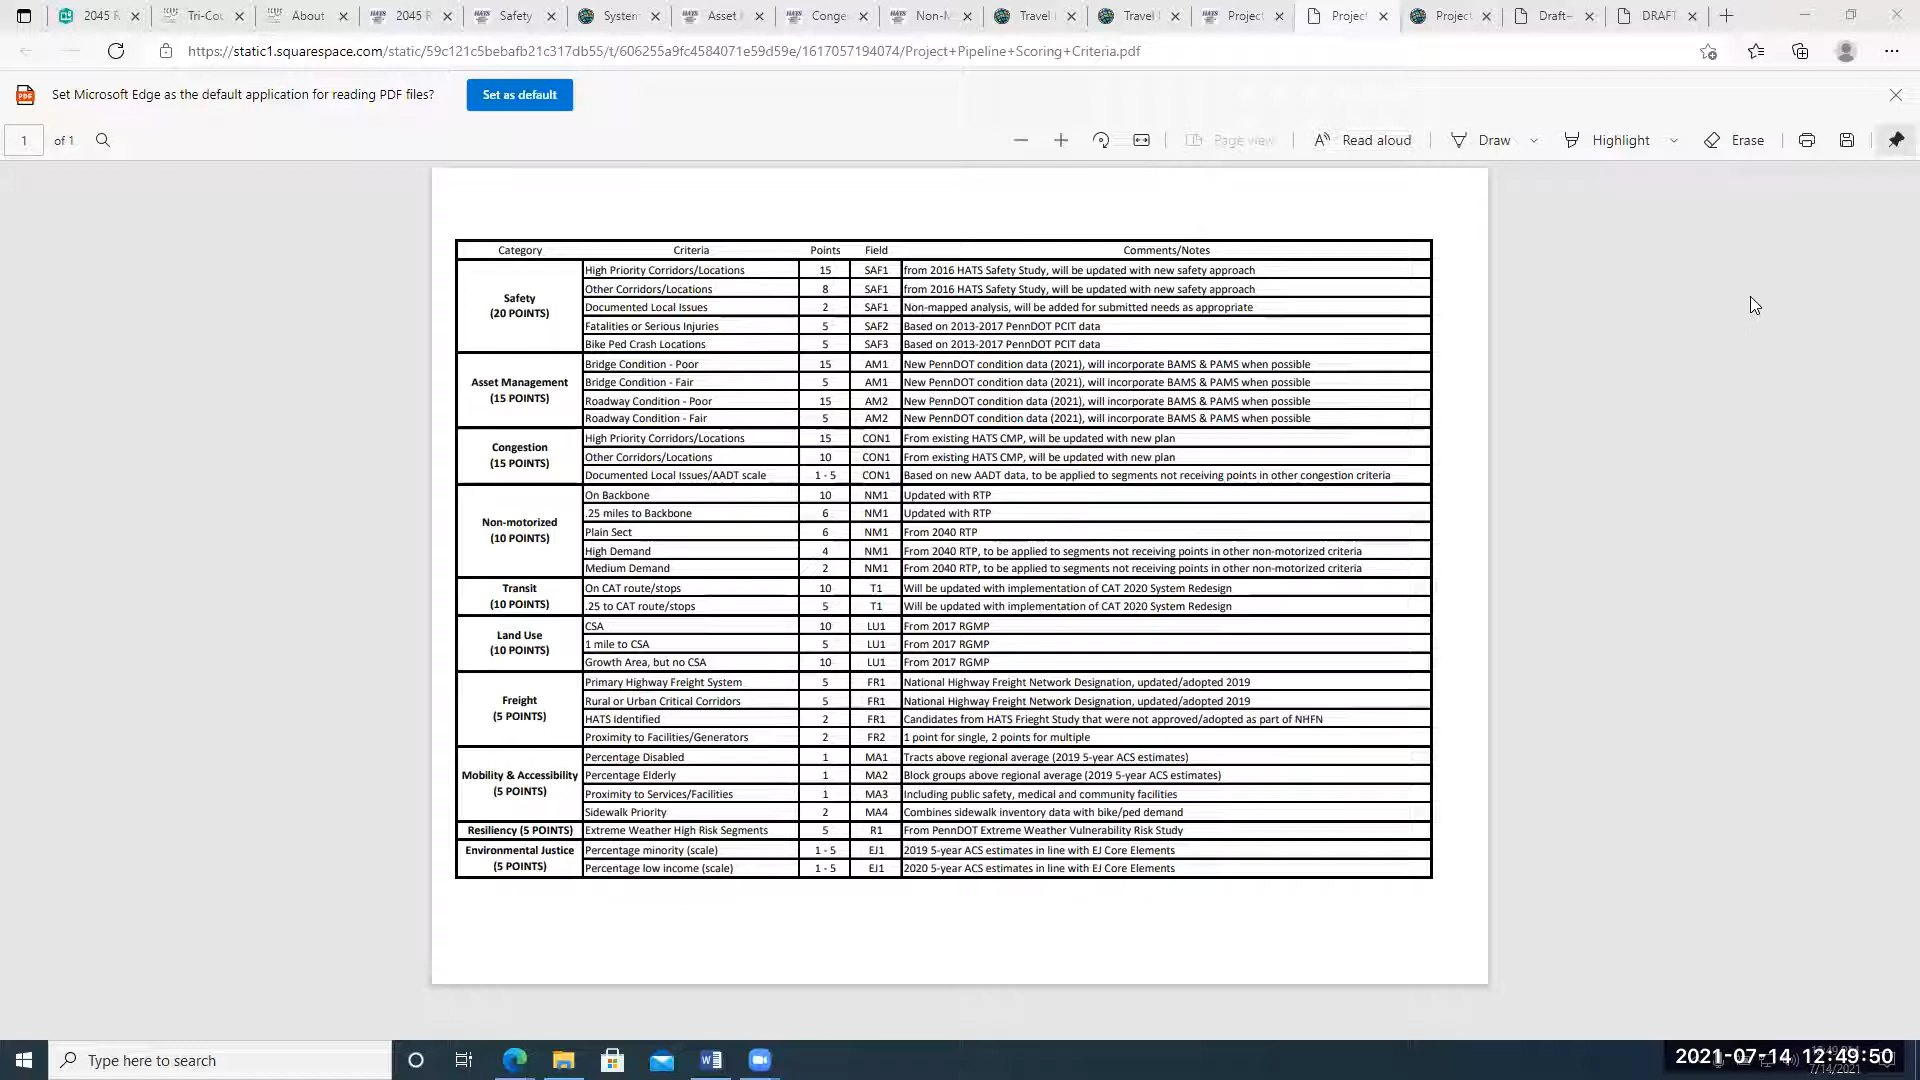 2045 R Tri-Cou About 2045 R Safety System Asset Conge Non-M Travel Travel Project Project Project Draft- DRAFT
https://static1.squarespace.com/static/59c121c5bebafb21c317db55/t/606255a9fc4584071e59d59e/1617057194074/Project+Pipeline+Scoring+Criteria.pdf
Set Microsoft Edge as the default application for reading PDF files? Set as default
1 of 1 Page view Read aloud Draw Highlight Erase
Category Criteria Points Field Comments/Notes
Safety
(20 POINTS)
High Priority Corridors/Locations 15 SAF1 from 2016 HATS Safety Study, will be updated with new safety approach
Other Corridors/Locations 8 SAF1 from 2016 HATS Safety Study, will be updated with new safety approach
Documented Local Issues 2 SAF1 Non-mapped analysis, will be added for submitted needs as appropriate
Fatalities or Serious Injuries 5 SAF2 Based on 2013-2017 PennDOT PCIT data
Bike Ped Crash Locations 5 SAF3 Based on 2013-2017 PennDOT PCIT data
Asset Management
(15 POINTS)
Bridge Condition - Poor 15 AM1 New PennDOT condition data (2021), will incorporate BAMS & PAMS when possible
Bridge Condition - Fair 5 AM1 New PennDOT condition data (2021), will incorporate BAMS & PAMS when possible
Roadway Condition - Poor 15 AM2 New PennDOT condition data (2021), will incorporate BAMS & PAMS when possible
Roadway Condition - Fair 5 AM2 New PennDOT condition data (2021), will incorporate BAMS & PAMS when possible
Congestion
(15 POINTS)
High Priority Corridors/Locations 15 CON1 From existing HATS CMP, will be updated with new plan
Other Corridors/Locations 10 CON1 From existing HATS CMP, will be updated with new plan
Documented Local Issues/AADT scale 1 - 5 CON1 Based on new AADT data, to be applied to segments not receiving points in other congestion criteria
Non-motorized
(10 POINTS)
On Backbone 10 NM1 Updated with RTP
.25 miles to Backbone 6 NM1 Updated with RTP
Plain Sect 6 NM1 From 2040 RTP
High Demand 4 NM1 From 2040 RTP, to be applied to segments not receiving points in other non-motorized criteria
Medium Demand 2 NM1 From 2040 RTP, to be applied to segments not receiving points in other non-motorized criteria
Transit
(10 POINTS)
On CAT route/stops 10 T1 Will be updated with implementation of CAT 2020 System Redesign
.25 to CAT route/stops 5 T1 Will be updated with implementation of CAT 2020 System Redesign
Land Use
(10 POINTS)
CSA 10 LU1 From 2017 RGMP
1 mile to CSA 5 LU1 From 2017 RGMP
Growth Area, but no CSA 10 LU1 From 2017 RGMP
Freight
(5 POINTS)
Primary Highway Freight System 5 FR1 National Highway Freight Network Designation, updated/adopted 2019
Rural or Urban Critical Corridors 5 FR1 National Highway Freight Network Designation, updated/adopted 2019
HATS Identified 2 FR1 Candidates from HATS Frieght Study that were not approved/adopted as part of NHFN
Proximity to Facilities/Generators 2 FR2 1 point for single, 2 points for multiple
Mobility & Accessibility
(5 POINTS)
Percentage Disabled 1 MA1 Tracts above regional average (2019 5-year ACS estimates)
Percentage Elderly 1 MA2 Block groups above regional average (2019 5-year ACS estimates)
Proximity to Services/Facilities 1 MA3 Including public safety, medical and community facilities
Sidewalk Priority 2 MA4 Combines sidewalk inventory data with bike/ped demand
Resiliency (5 POINTS) Extreme Weather High Risk Segments 5 R1 From PennDOT Extreme Weather Vulnerability Risk Study
Environmental Justice
(5 POINTS)
Percentage minority (scale) 1 - 5 EJ1 2019 5-year ACS estimates in line with EJ Core Elements
Percentage low income (scale) 1 - 5 EJ1 2020 5-year ACS estimates in line with EJ Core Elements
Type here to search
2021-07-14 12:49:50
7/14/2021